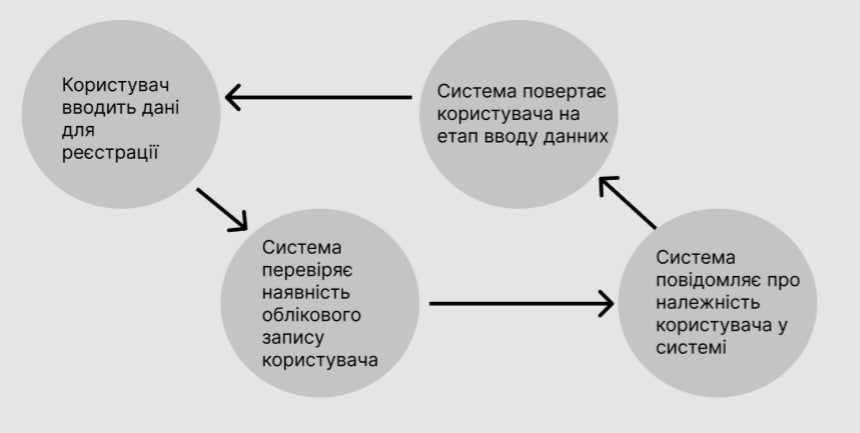 Користувач
вводить дані
для
реєстрації
Система повертає
користувача на
етап вводу данних
Система
перевіряє
наявність
облікового
запису
користувача
Система
повідомляє про
належність
користувача у
системі